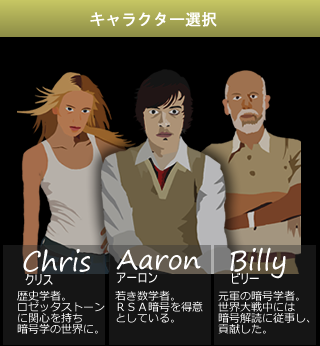 キャラクター選択
Chris
クリス
歴史学者。
ロゼッタストーン
に関心を持ち
暗号学の世界に。
Aaron
アーロン
若き数学者。
ＲＳＡ暗号を得意
としている。
Billy
ビリー
元軍の暗号学者。
世界大戦中には
暗号解読に従事し、
貢献した。